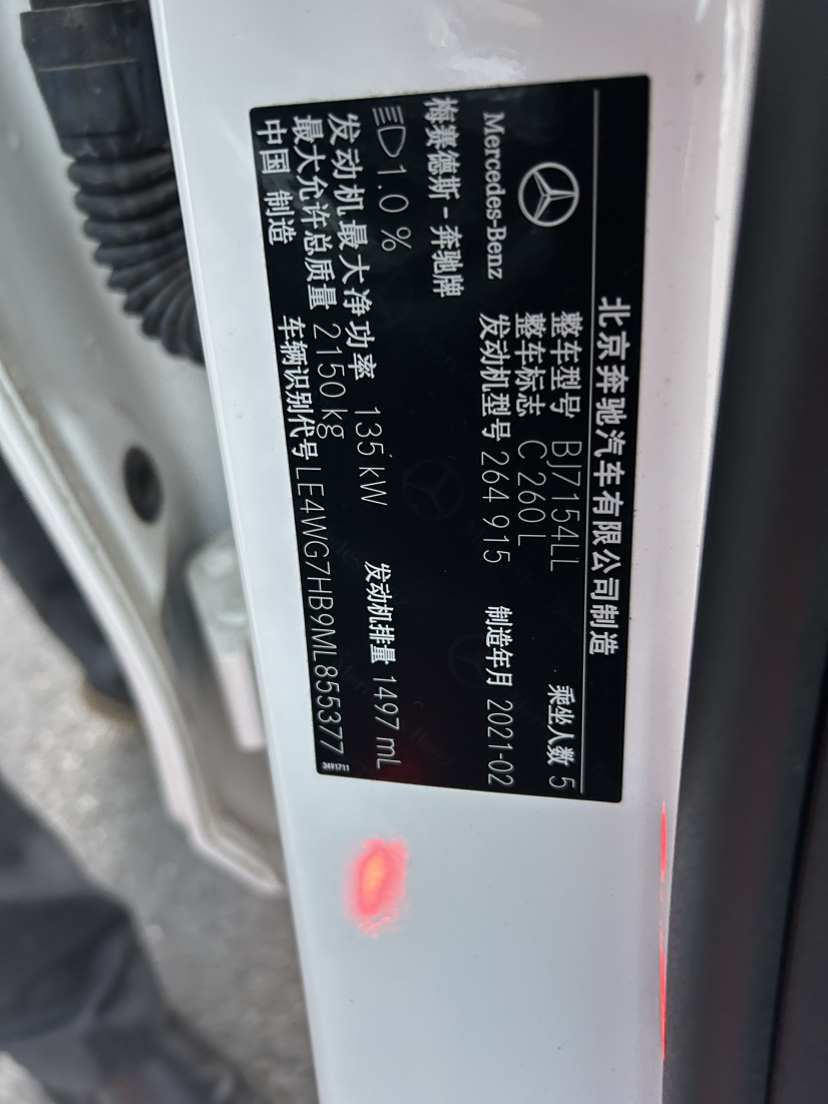 北京奔驰汽车有限公司制造
整车型号 BJ7154LL 乘坐人数 5
整车标志 C 260 L
Mercedes-Benz 发动机型号 264 915 制造年月 2021-02
梅赛德斯-奔驰牌
1.0 %
发动机最大净功率 135 kW 发动机排量 1497 mL
最大允许总质量 2150 kg
中国 制造 车辆识别代号 LE4WG7HB9ML855377
3491711